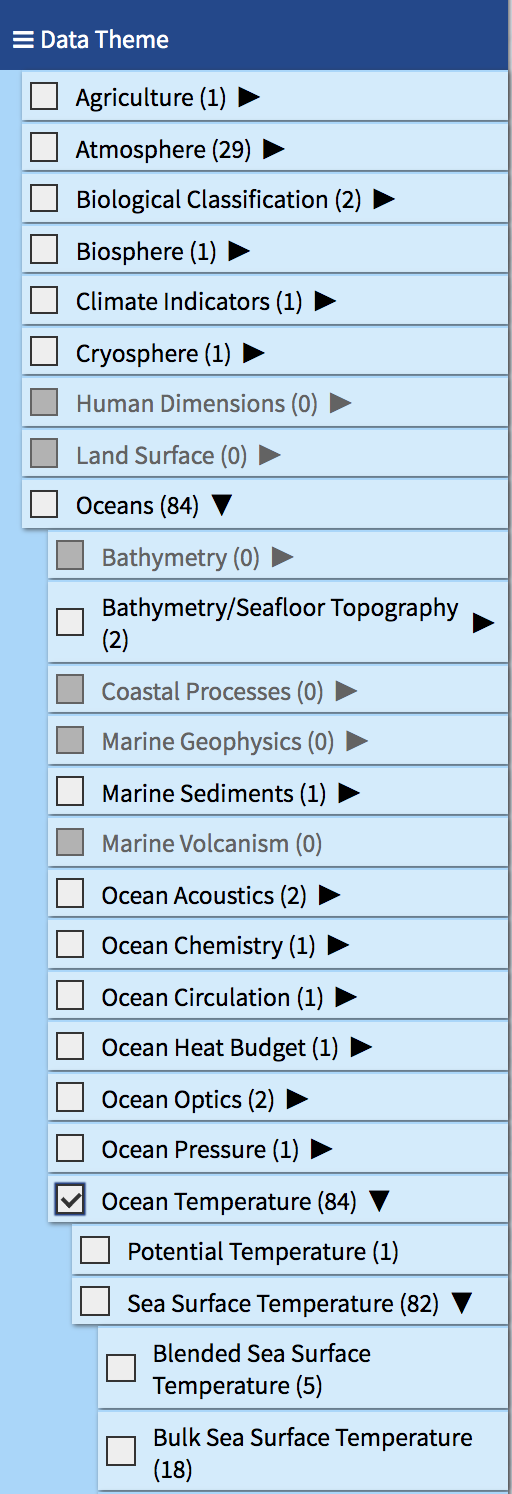 Data Theme
Agriculture (1)
Atmosphere (29)
Biological Classification (2)
Biosphere (1)
Climate Indicators (1)
Cryosphere (1)
Human Dimensions (0)
Land Surface (0)
Oceans (84)
Bathymetry (0)
Bathymetry/Seafloor Topography
(2)
Coastal Processes (0)
Marine Geophysics (0)
Marine Sediments (1)
Marine Volcanism (0)
Ocean Acoustics (2)
Ocean Chemistry (1)
Ocean Circulation (1)
Ocean Heat Budget (1)
Ocean Optics (2)
Ocean Pressure (1)
Ocean Temperature (84)
Potential Temperature (1)
Sea Surface Temperature (82)
Blended Sea Surface
Temperature (5)
Bulk Sea Surface Temperature
(18)